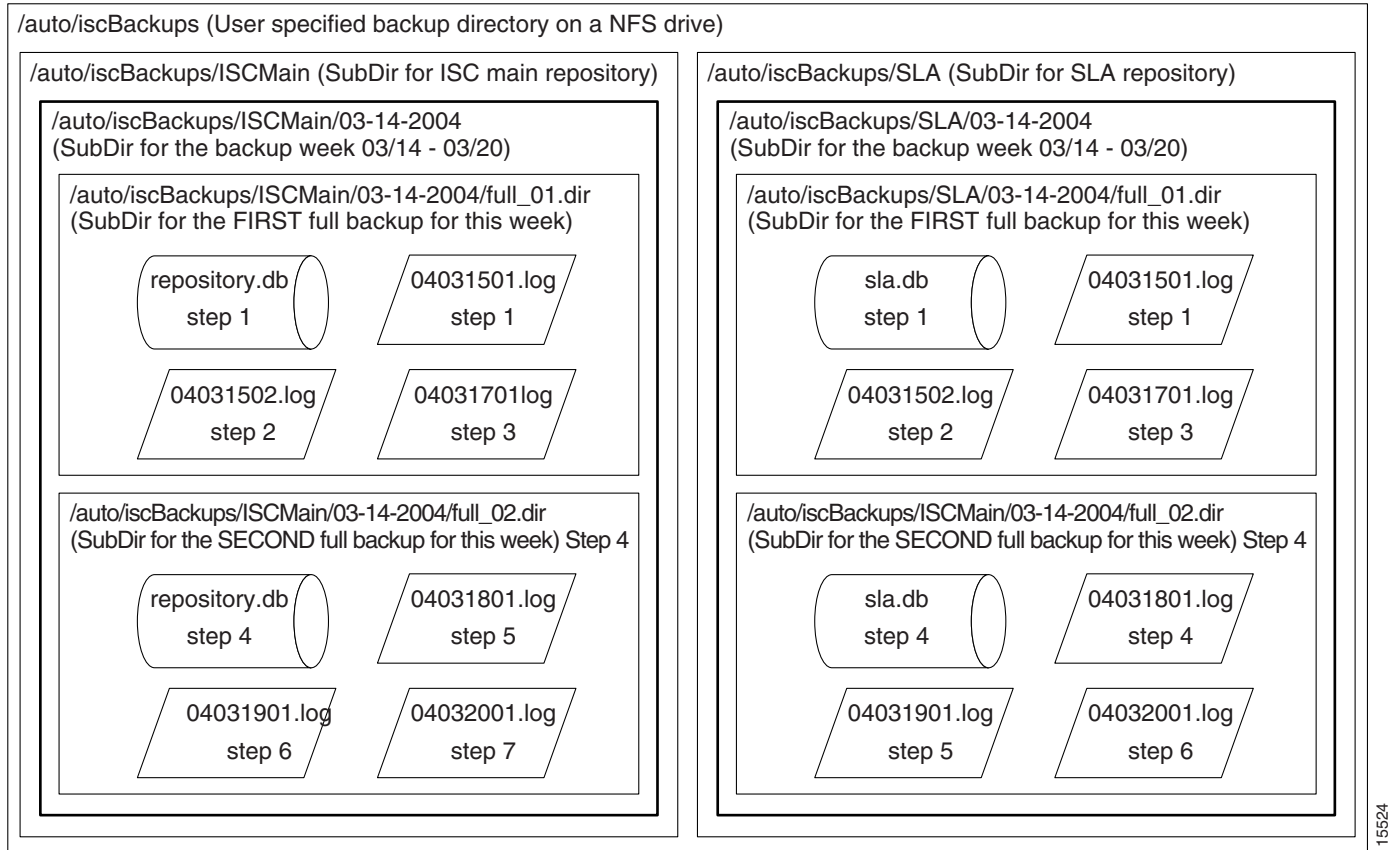 /auto/iscBackups (User specified backup directory on a NFS drive)
/auto/iscBackups/ISCMain (SubDir for ISC main repository)
/auto/iscBackups/ISCMain/03-14-2004
(SubDir for the backup week 03/14 - 03/20)
/auto/iscBackups/ISCMain/03-14-2004/full_01.dir
(SubDir for the FIRST full backup for this week)
repository.db
step 1
04031501.log
step 1
04031502.log
step 2
04031701log
step 3
/auto/iscBackups/ISCMain/03-14-2004/full_02.dir
(SubDir for the SECOND full backup for this week) Step 4
repository.db
step 4
04031801.log
step 5
04031901.log
step 6
04032001.log
step 7
/auto/iscBackups/SLA (SubDir for SLA repository)
/auto/iscBackups/SLA/03-14-2004
(SubDir for the backup week 03/14 - 03/20)
/auto/iscBackups/SLA/03-14-2004/full_01.dir
(SubDir for the FIRST full backup for this week)
sla.db
step 1
04031501.log
step 1
04031502.log
step 2
04031701.log
step 3
/auto/iscBackups/ISCMain/03-14-2004/full_02.dir
(SubDir for the SECOND full backup for this week) Step 4
sla.db
step 4
04031801.log
step 4
04031901.log
step 5
04032001.log
step 6
15524